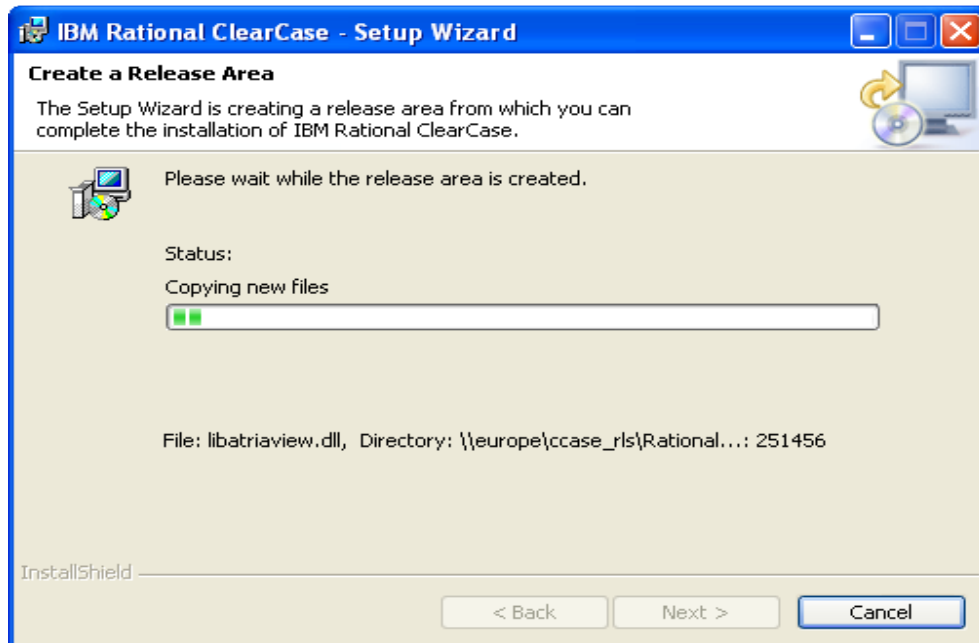 IBM Rational ClearCase - Setup Wizard
Create a Release Area
The Setup Wizard is creating a release area from which you can
complete the installation of IBM Rational ClearCase.
Please wait while the release area is created.
Status:
Copying new files
File: libatriaview.dll, Directory: \\europe\ccase_rls\Rational...: 251456
InstallShield
< Back Next > Cancel